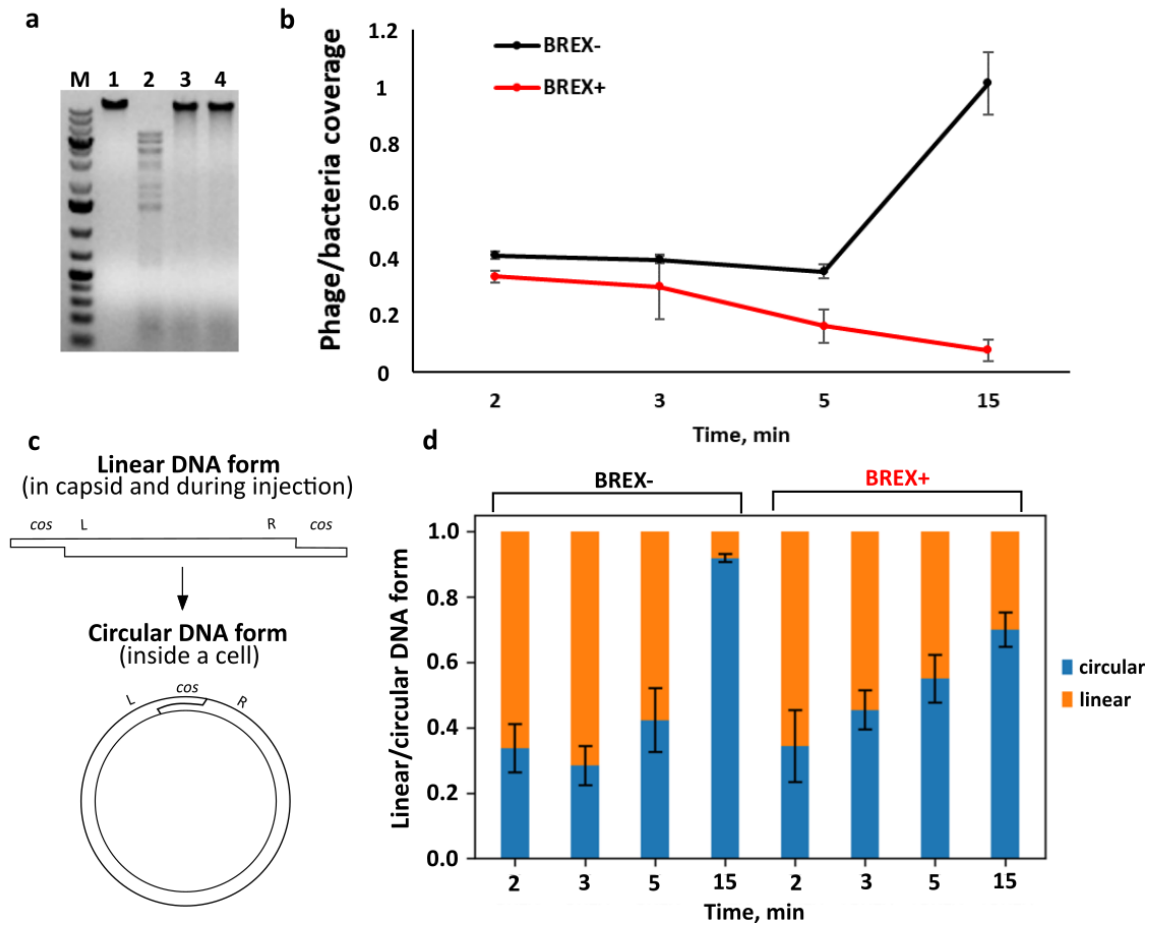 a
M 1 2 3 4
b
1.2
1
0.8
0.6
0.4
0.2
0
Phage/bacteria coverage
BREX-
BREX+
2 3 5 15
Time, min
c
Linear DNA form
(in capsid and during injection)
cos L R cos
Circular DNA form
(inside a cell)
L cos R
d
BREX- BREX+
1.0
0.8
0.6
0.4
0.2
0.0
Linear/circular DNA form
circular
linear
2 3 5 15 2 3 5 15
Time, min